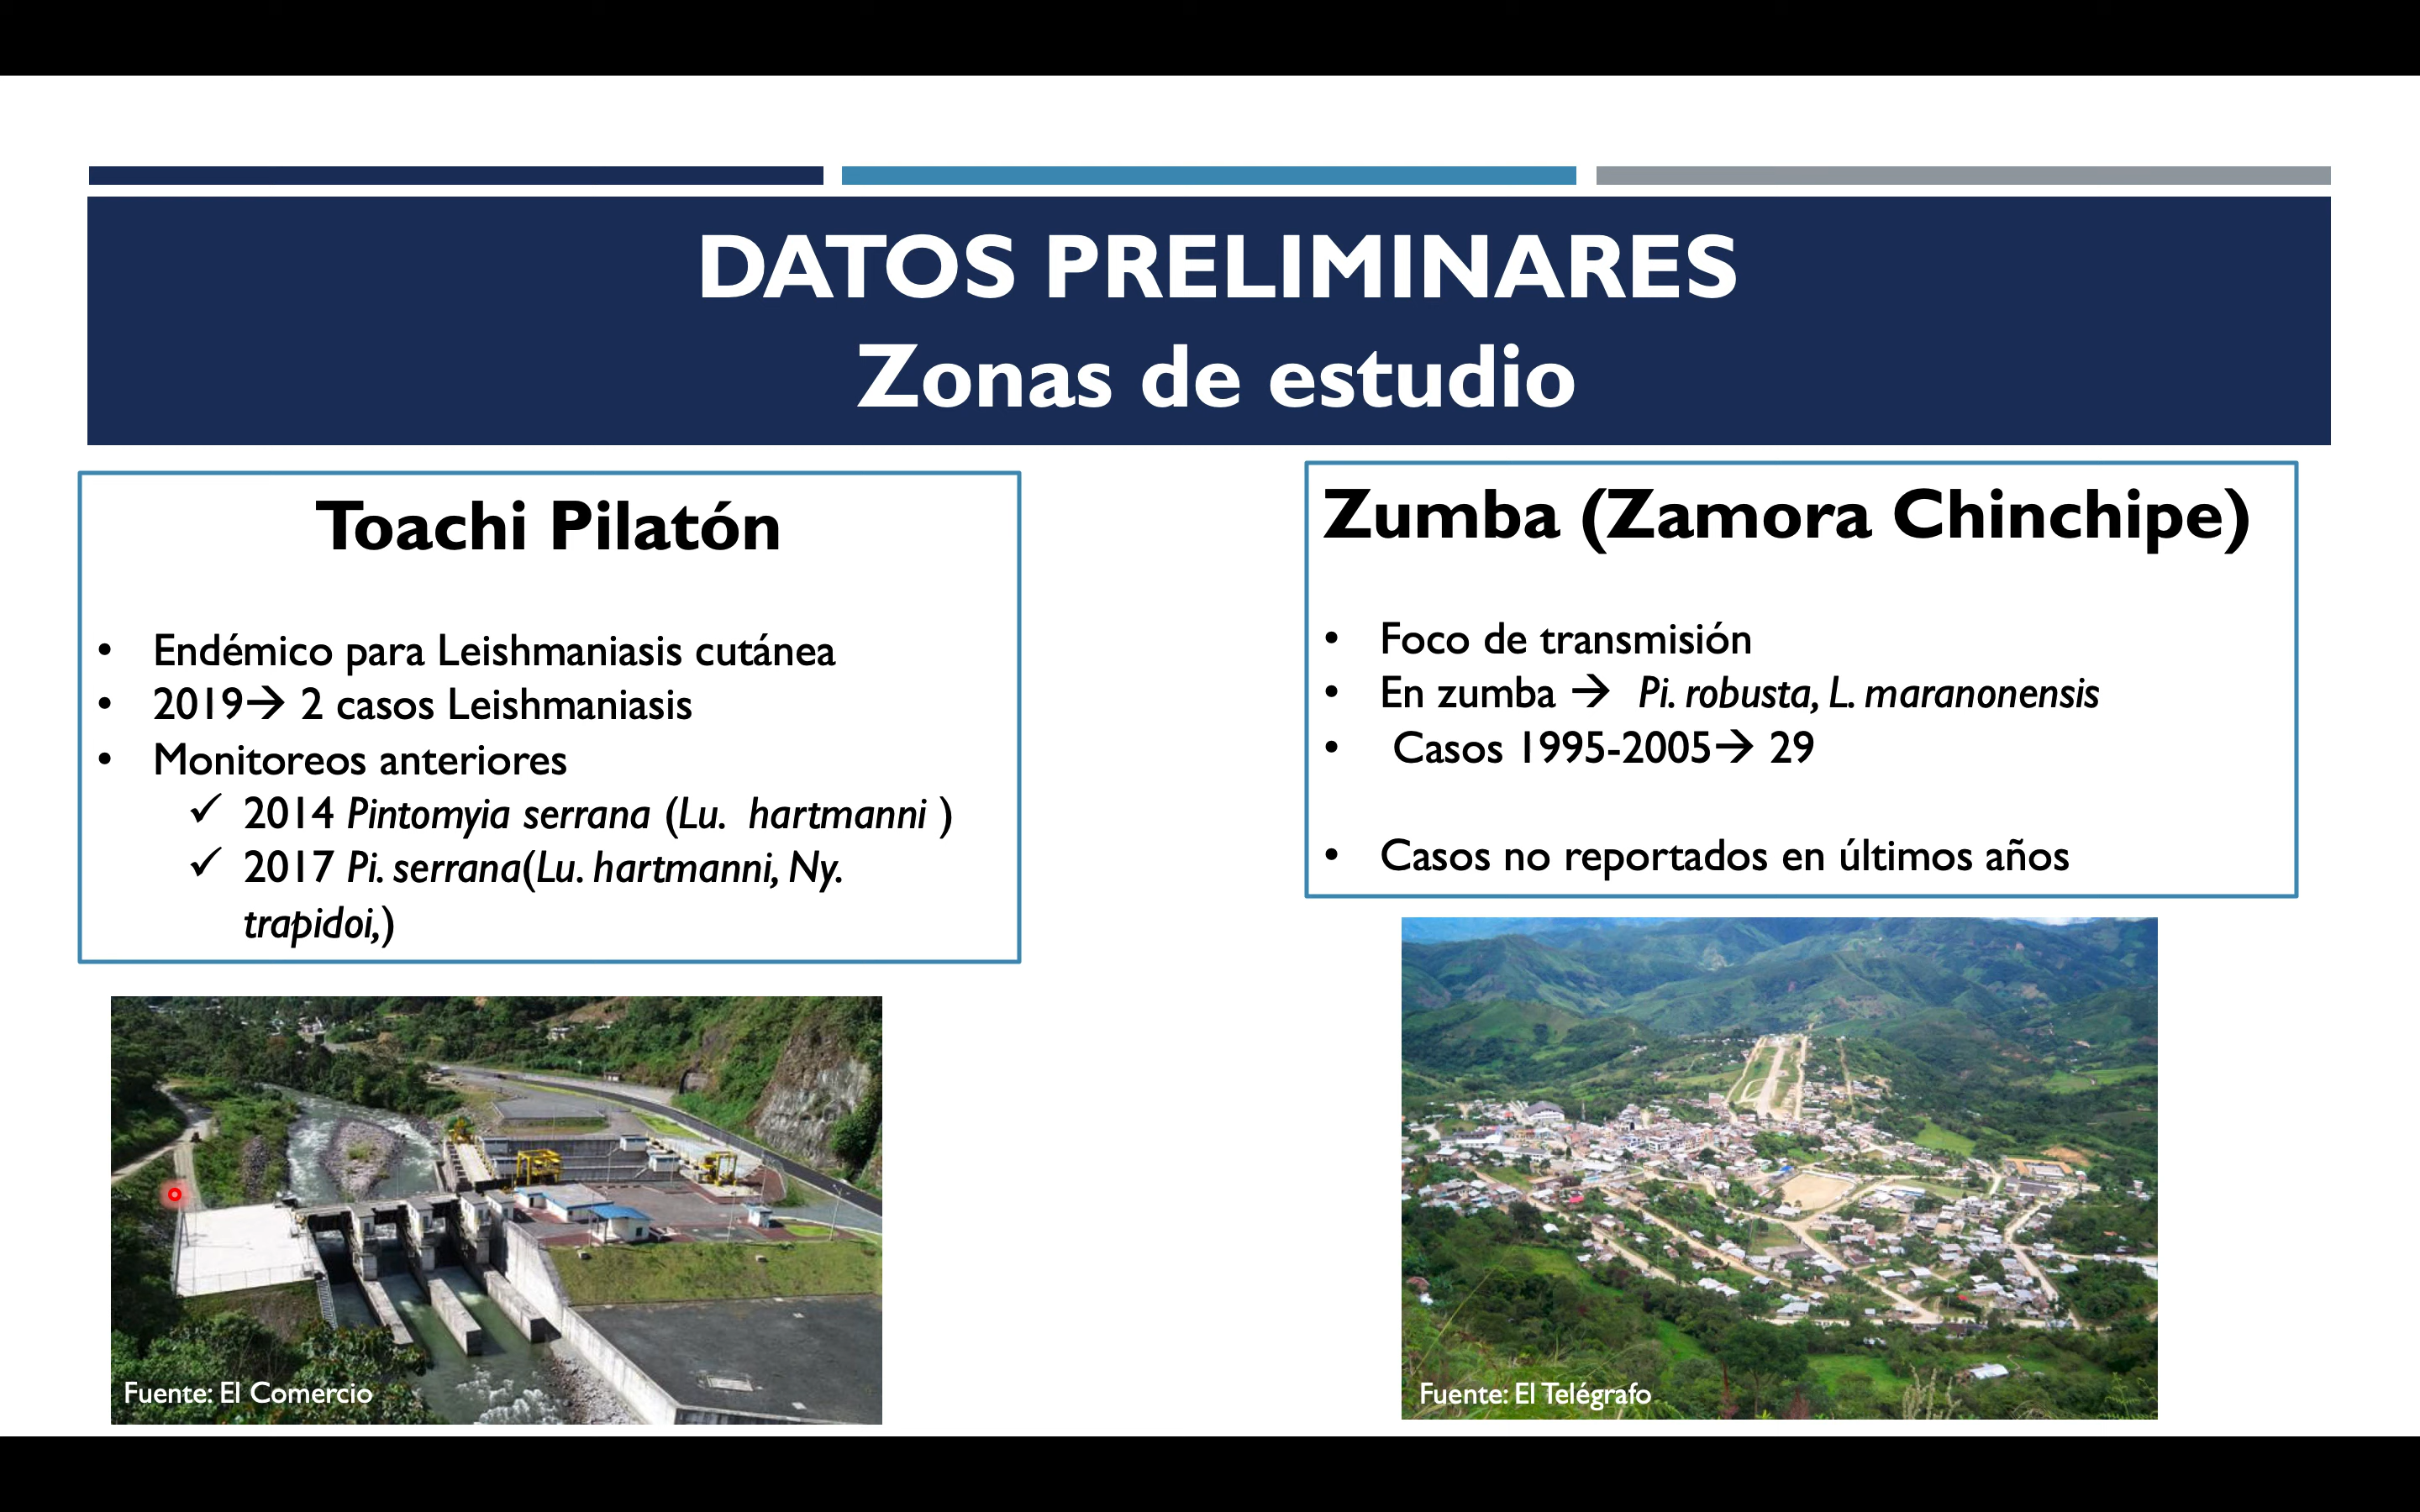 DATOS PRELIMINARES
Zonas de estudio
Toachi Pilatón
• Endémico para Leishmaniasis cutánea
• 2019→ 2 casos Leishmaniasis
• Monitoreos anteriores
✓ 2014 Pintomyia serrana (Lu. hartmanni )
✓ 2017 Pi. serrana(Lu. hartmanni, Ny.
trapidoi,)
Fuente: El Comercio
Zumba (Zamora Chinchipe)
• Foco de transmisión
• En zumba → Pi. robusta, L. maranonensis
• Casos 1995-2005→ 29
• Casos no reportados en últimos años
Fuente: El Telégrafo